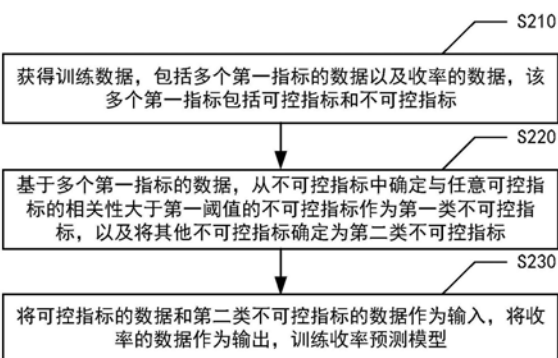 S210
获得训练数据，包括多个第一指标的数据以及收率的数据，该
多个第一指标包括可控指标和不可控指标
S220
基于多个第一指标的数据，从不可控指标中确定与任意可控指
标的相关性大于第一阈值的不可控指标作为第一类不可控指
标，以及将其他不可控指标确定为第二类不可控指标
S230
将可控指标的数据和第二类不可控指标的数据作为输入，将收
率的数据作为输出，训练收率预测模型